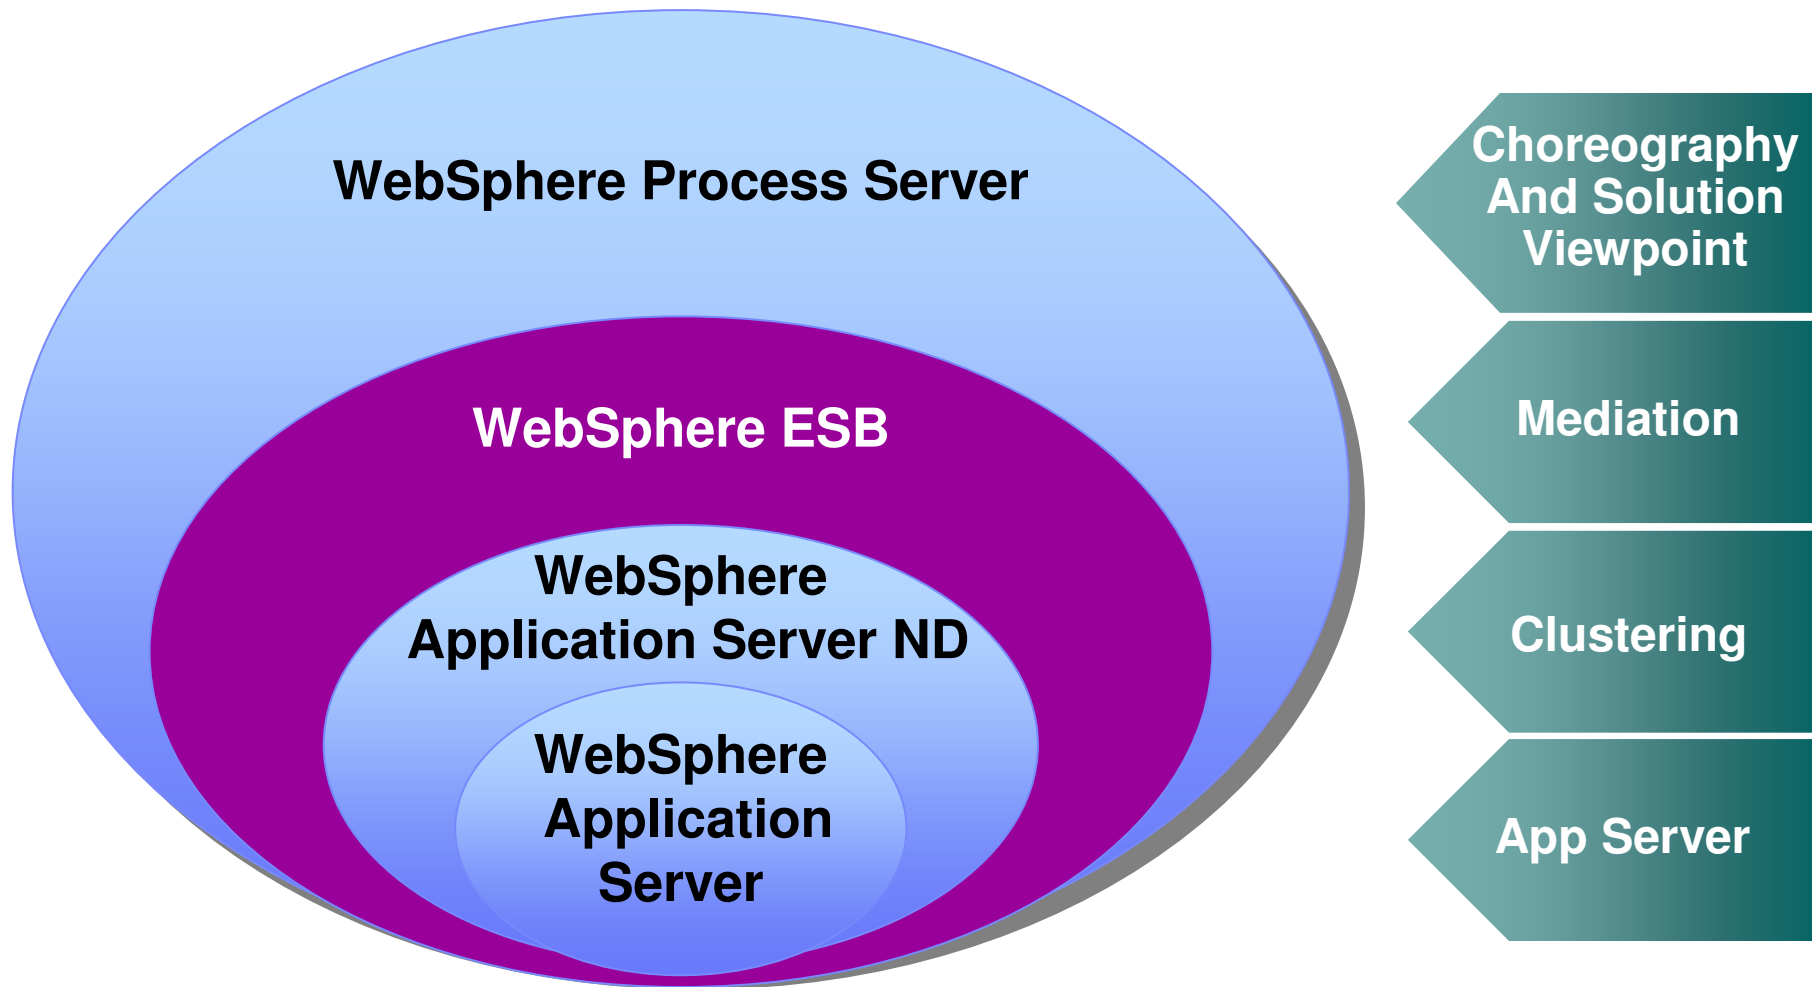 WebSphere Process Server
WebSphere ESB
WebSphere
Application Server ND
WebSphere
Application
Server
Choreography
And Solution
Viewpoint
Mediation
Clustering
App Server